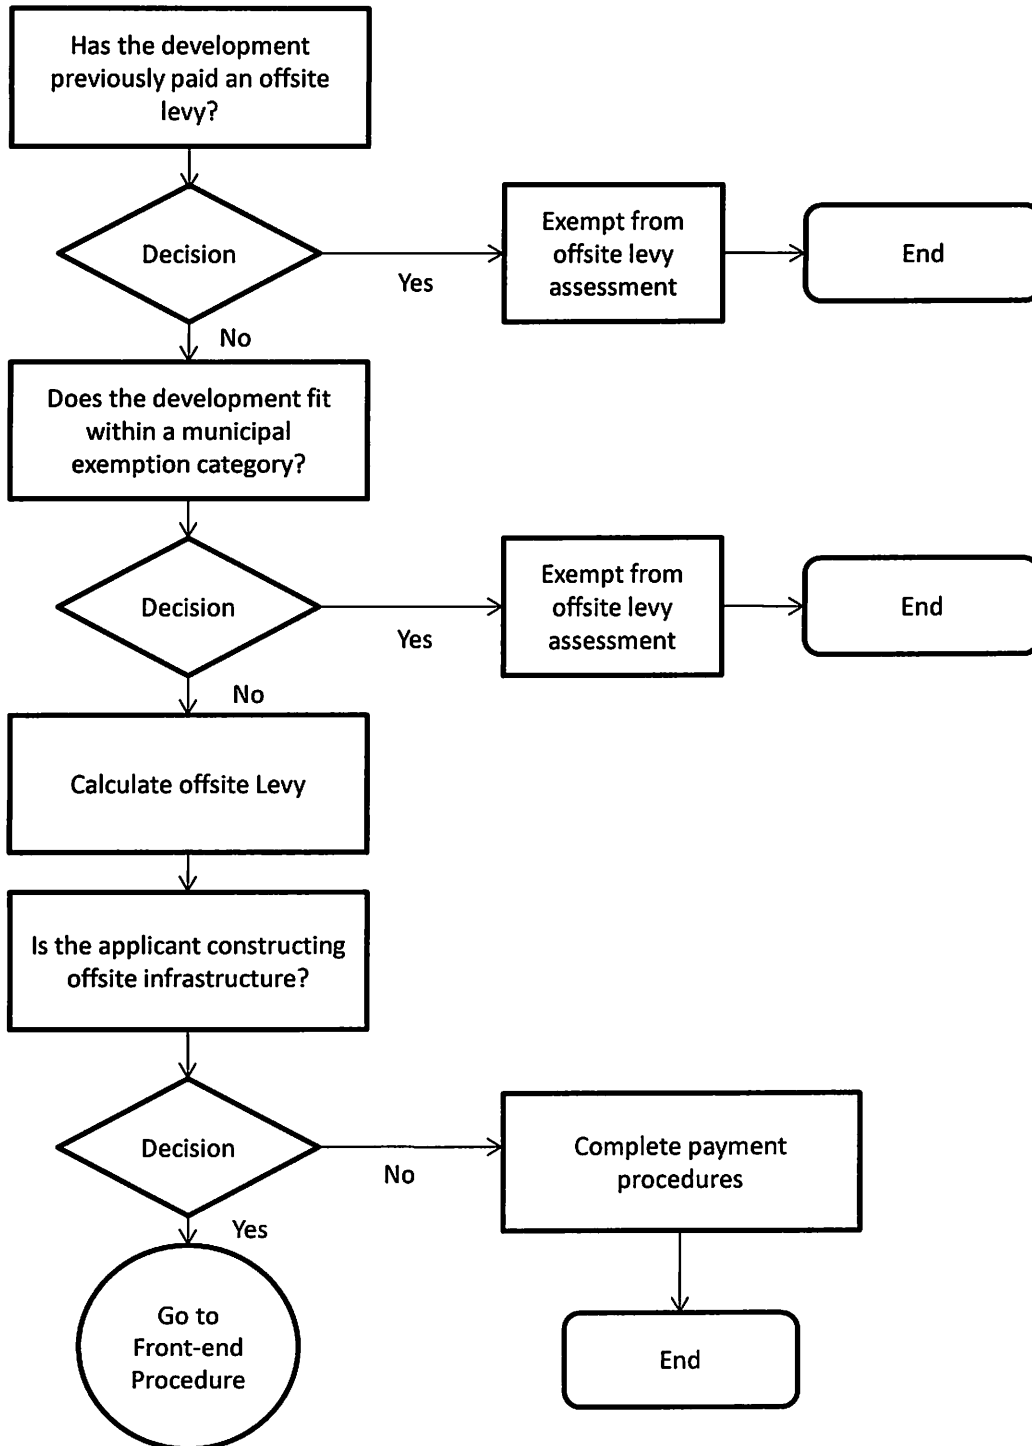 Has the development
previously paid an offsite
levy?
Decision
Yes
Exempt from
offsite levy
assessment
End
No
Does the development fit
within a municipal
exemption category?
Decision
Yes
Exempt from
offsite levy
assessment
End
No
Calculate offsite Levy
Is the applicant constructing
offsite infrastructure?
Decision
No
Complete payment
procedures
Yes
Go to
Front-end
Procedure
End